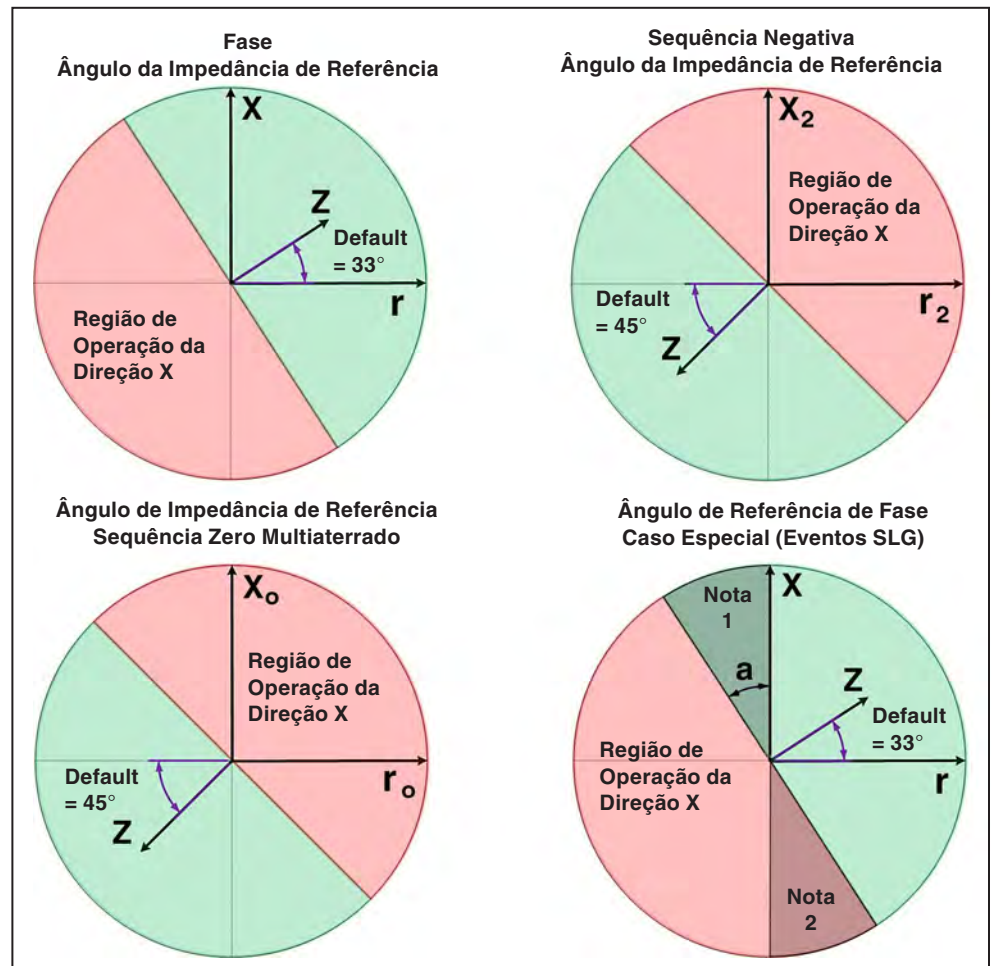 Fase
Ângulo da Impedância de Referência
X
Z
Default
= 33°
r
Região de
Operação da
Direção X
Sequência Negativa
Ângulo da Impedância de Referência
X2
Região de
Operação da
Direção X
r2
Default
= 45°
Z
Ângulo de Impedância de Referência
Sequência Zero Multiaterrado
Xo
Região de
Operação da
Direção X
ro
Default
= 45°
Z
Ângulo de Referência de Fase
Caso Especial (Eventos SLG)
Nota
1
X
a
Z
Default
= 33°
r
Região de
Operação da
Direção X
Nota
2